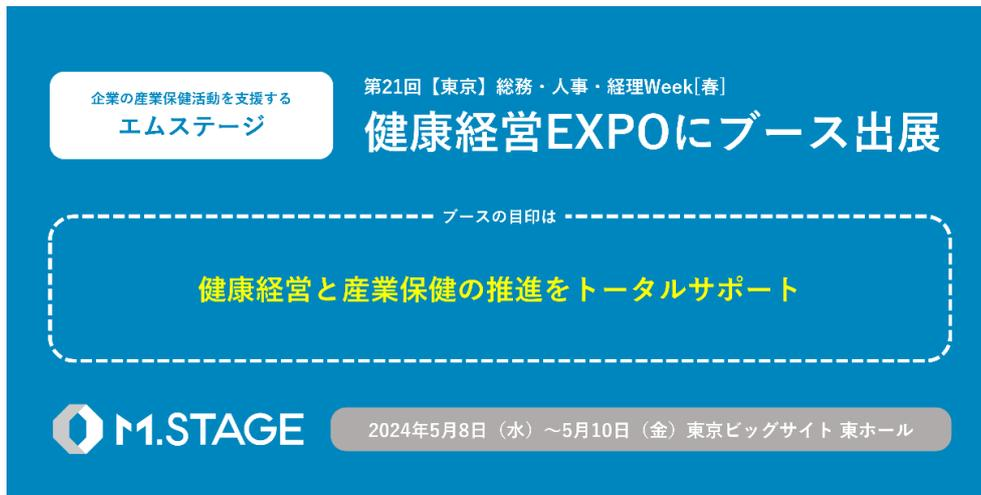 企業の産業保健活動を支援する
エムステージ
第21回【東京】総務・人事・経理Week[春]
健康経営EXPOにブース出展
ブースの目印は
健康経営と産業保健の推進をトータルサポート
M.STAGE
2024年5月8日（水）～5月10日（金）東京ビッグサイト 東ホール